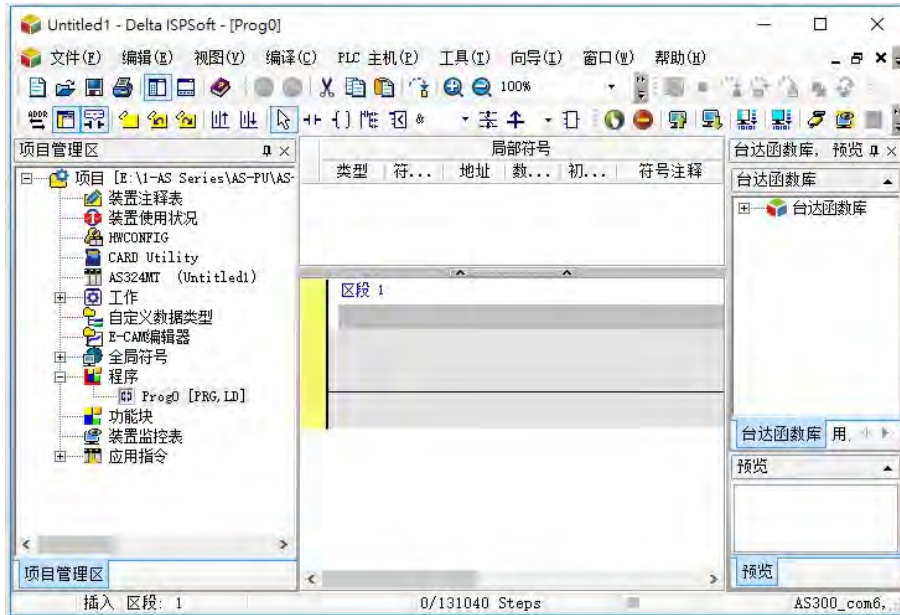 Untitled1 - Delta ISPSoft - [Prog0]
文件(F) 编辑(E) 视图(V) 编译(C) PLC 主机(P) 工具(T) 向导(I) 窗口(W) 帮助(H)
100%
项目管理区
项目 [E:\1-AS Series\AS-PU\AS-
装置注释表
装置使用状况
HWCONFIG
CARD Utility
AS324MT (Untitled1)
工作
自定义数据类型
E-CAM编辑器
全局符号
程序
Prog0 [PRG,LD]
功能块
装置监控表
应用指令
项目管理区
局部符号
类型 符... 地址 数... 初... 符号注释
区段 1
台达函数库, 预览
台达函数库
台达函数库
台达函数库 用.
预览
预览
插入 区段: 1 0/131040 Steps AS300_com6,...